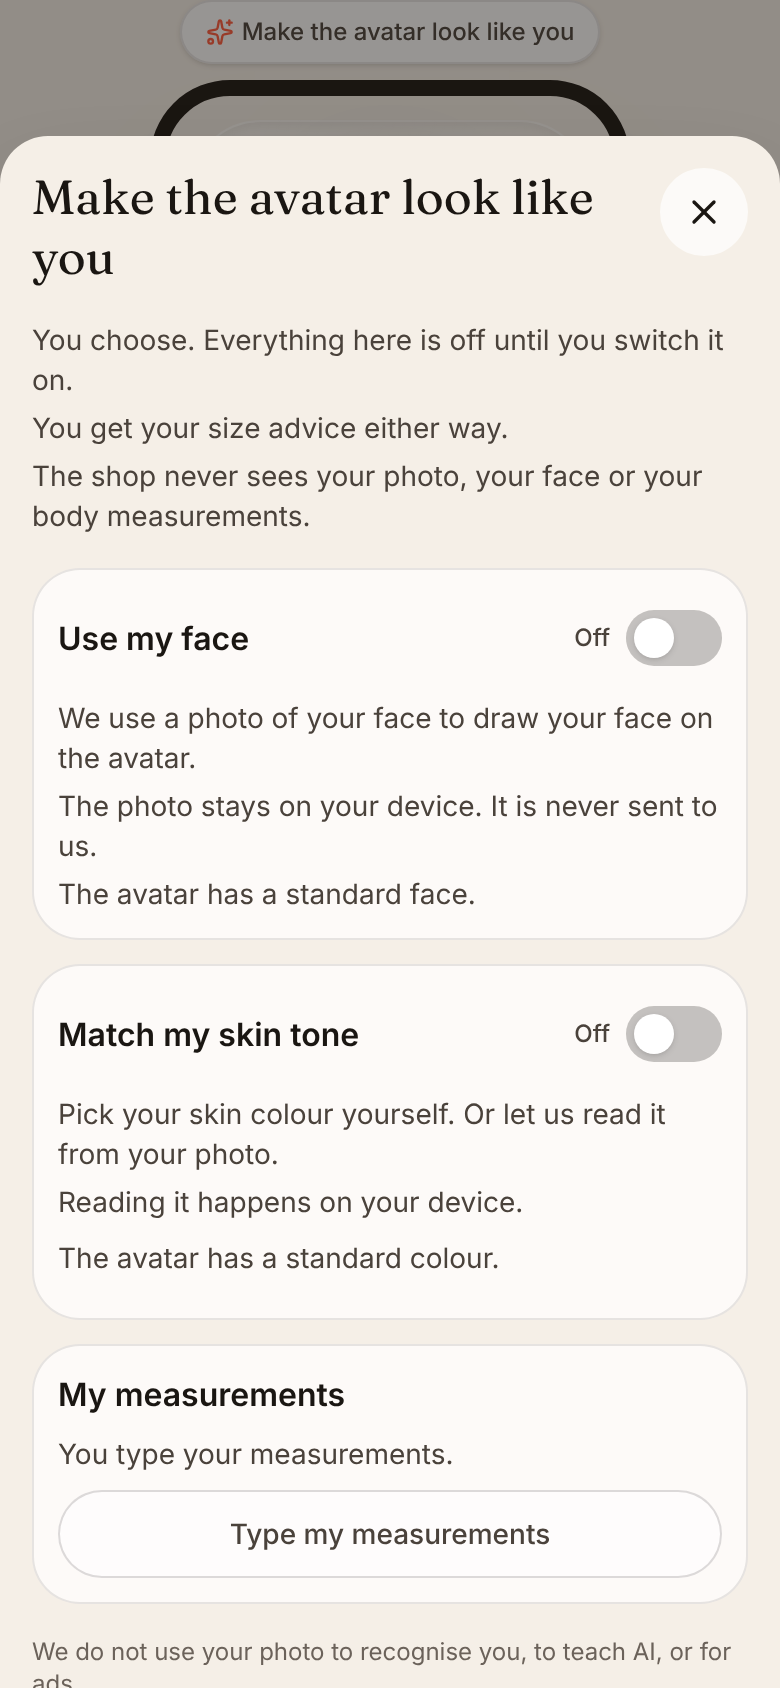 Make the avatar look like you
Make the avatar look like
you
You choose. Everything here is off until you switch it
on.
You get your size advice either way.
The shop never sees your photo, your face or your
body measurements.
Use my face
Off
We use a photo of your face to draw your face on
the avatar.
The photo stays on your device. It is never sent to
us.
The avatar has a standard face.
Match my skin tone
Off
Pick your skin colour yourself. Or let us read it
from your photo.
Reading it happens on your device.
The avatar has a standard colour.
My measurements
You type your measurements.
Type my measurements
We do not use your photo to recognise you, to teach AI, or for
ads